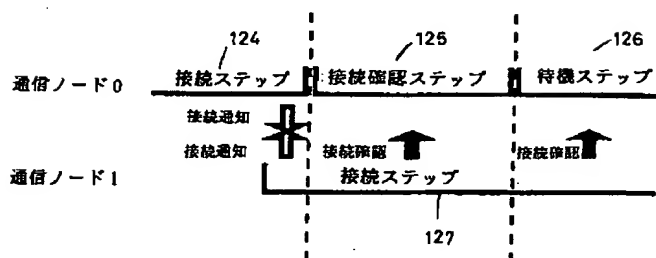 124
125
126
接続ステップ
接続確認ステップ
待機ステップ
通信ノード0
接続通知
接続通知
接続確認
接続確認
通信ノード1
接続ステップ
127